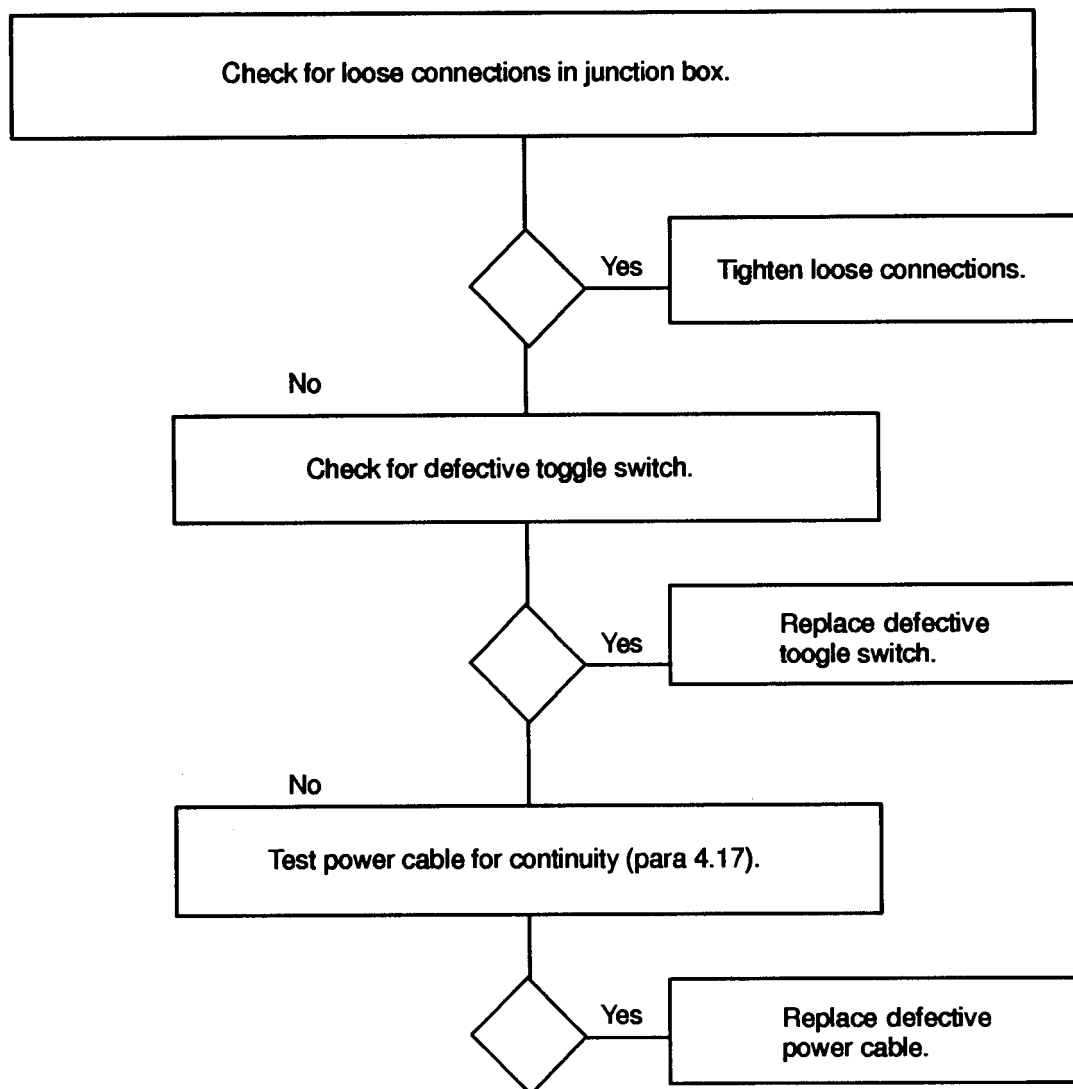 Check for loose connections in junction box.
Yes
Tighten loose connections.
No
Check for defective toggle switch.
Yes
Replace defective
toogle switch.
No
Test power cable for continuity (para 4.17).
Yes
Replace defective
power cable.